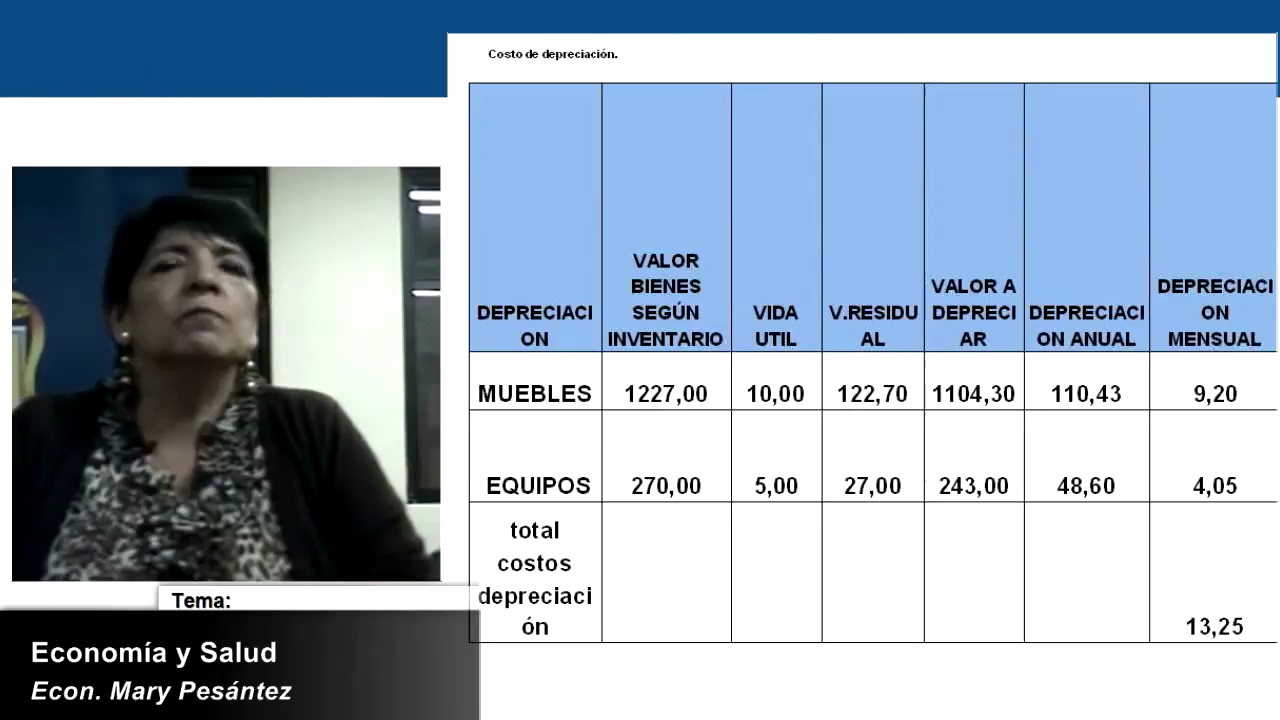 Costo de depreciación.
DEPRECIACI
ON
VALOR
BIENES
SEGÚN
INVENTARIO
VIDA
UTIL
V.RESIDU
AL
VALOR A
DEPRECI
AR
DEPRECIACI
ON ANUAL
DEPRECIACI
ON
MENSUAL
MUEBLES 1227,00 10,00 122,70 1104,30 110,43 9,20
EQUIPOS 270,00 5,00 27,00 243,00 48,60 4,05
total
costos
depreciaci
ón
13,25
Tema:
Economía y Salud
Econ. Mary Pesántez